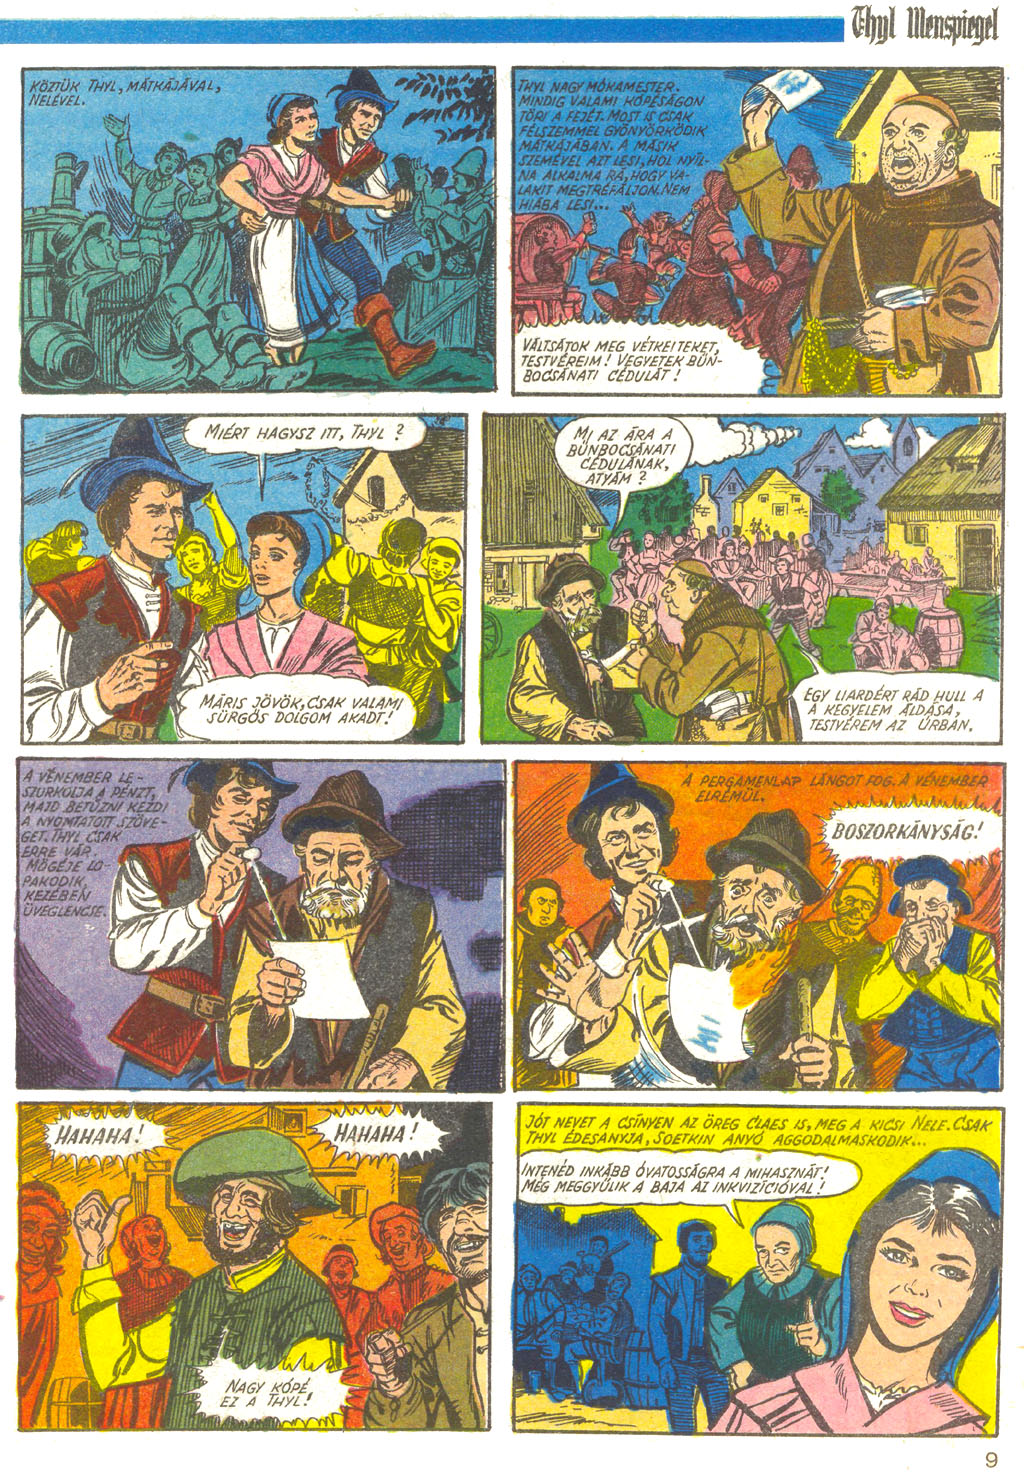 Thyl Ulenspiegel
KÖZTÜK THYL, MÁTKÁJÁVAL,
NELÉVEL.
THYL NAGY MÓKAMESTER.
MINDIG VALAMI KÓPÉSÁGON
TÖRI A FEJÉT. MOST IS CSAK
FÉLSZEMMEL GYÖNYÖRKÖDIK
MÁTKÁJÁBAN. A MÁSIK
SZEMÉVEL AZT LESI, HOL NYÍL-
NA ALKALMA RÁ, HOGY VA-
LAKIT MEGTRÉFÁLJON. NEM
HIÁBA LESI...
VÁLTSÁTOK MEG VÉTKEITEKET,
TESTVÉREIM! VEGYETEK BŰN-
BOCSÁNATI CÉDULÁT!
MIÉRT HAGYSZ ITT, THYL?
MÁRIS JÖVÖK, CSAK VALAMI
SÜRGŐS DOLGOM AKADT!
MI AZ ÁRA A
BŰNBOCSÁNATI
CÉDULÁNAK,
ATYÁM?
EGY LIARDÉRT RÁD HULL A
A KEGYELEM ÁLDÁSA,
TESTVÉREM AZ ÚRBAN.
A VÉNEMBER LE-
SZURKOLJA A PÉNZT,
MAJD BETŰZNI KEZDI
A NYOMTATOTT SZÖVE-
GET. THYL CSAK
ERRE VÁR.
MÖGÉJE LO-
PAKODIK,
KEZÉBEN
ÜVEGLENCSE.
A PERGAMENLAP LÁNGOT FOG. A VÉNEMBER
ELRÉMÜL.
BOSZORKÁNYSÁG!
HAHAHA!
HAHAHA!
NAGY KÓPÉ
EZ A THYL!
JÓT NEVET A CSÍNYEN AZ ÖREG CLAES IS, MEG A KICSI NELE. CSAK
THYL ÉDESANYJA, SOETKIN ANYÓ AGGODALMASKODIK...
INTENÉD INKÁBB ÓVATOSSÁGRA A MIHASZNÁT!
MÉG MEGGYŰLIK A BAJA AZ INKVIZÍCIÓVAL!
9